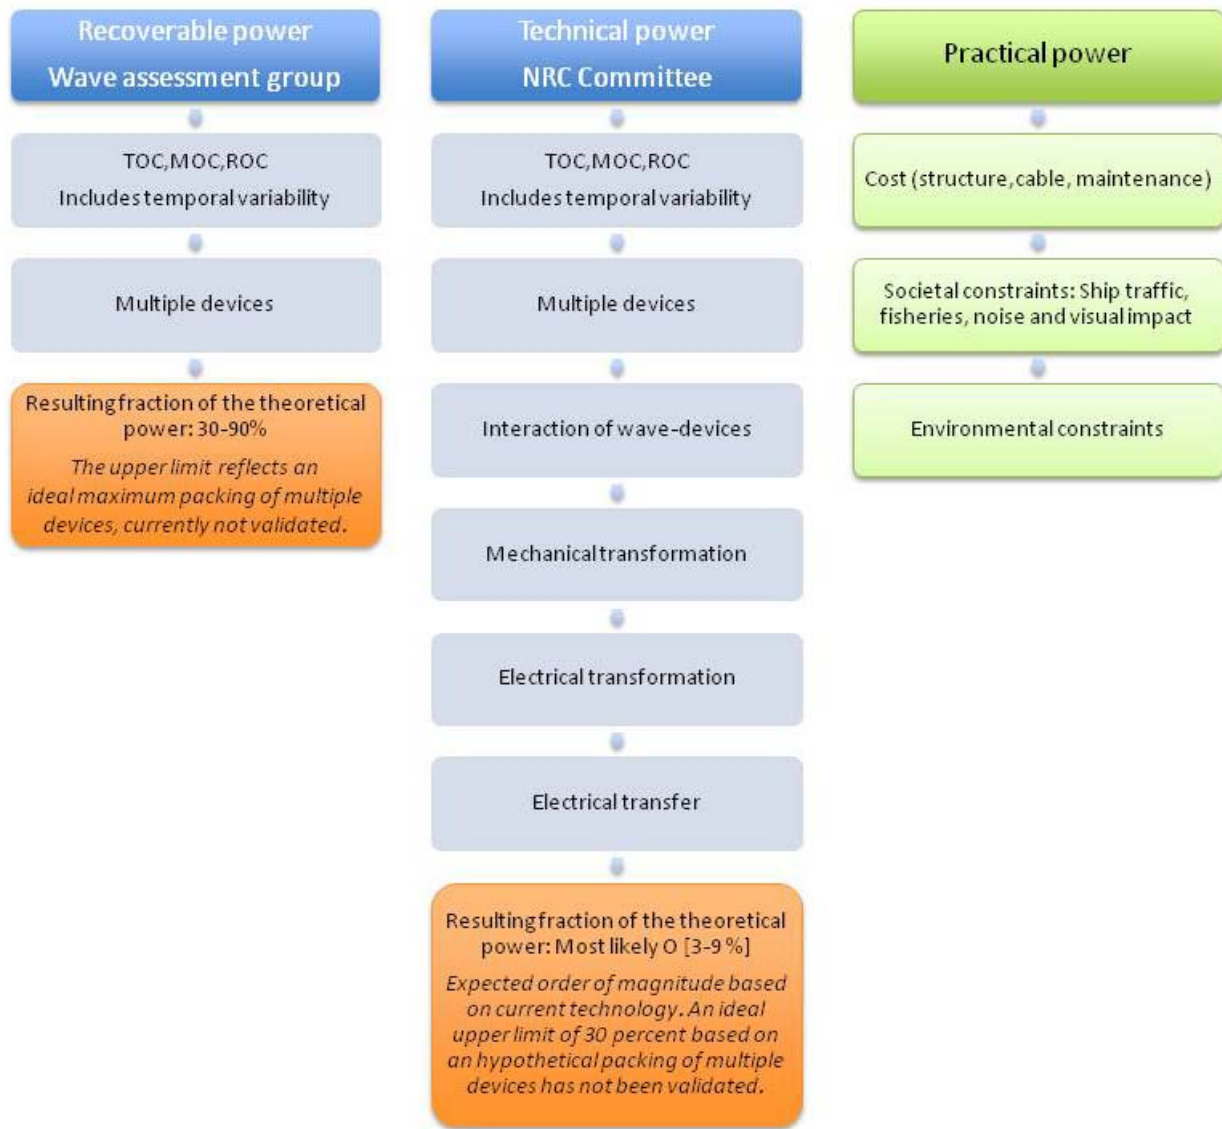 Recoverable power
Wave assessment group
TOC,MOC,ROC
Includes temporal variability
Multiple devices
Resulting fraction of the theoretical
power: 30-90%
The upper limit reflects an
ideal maximum packing of multiple
devices, currently not validated.
Technical power
NRC Committee
TOC,MOC,ROC
Includes temporal variability
Multiple devices
Interaction of wave-devices
Mechanical transformation
Electrical transformation
Electrical transfer
Resulting fraction of the theoretical
power: Most likely O [3-9 %]
Expected order of magnitude based
on current technology. An ideal
upper limit of 30 percent based on
an hypothetical packing of multiple
devices has not been validated.
Practical power
Cost (structure, cable, maintenance)
Societal constraints: Ship traffic,
fisheries, noise and visual impact
Environmental constraints